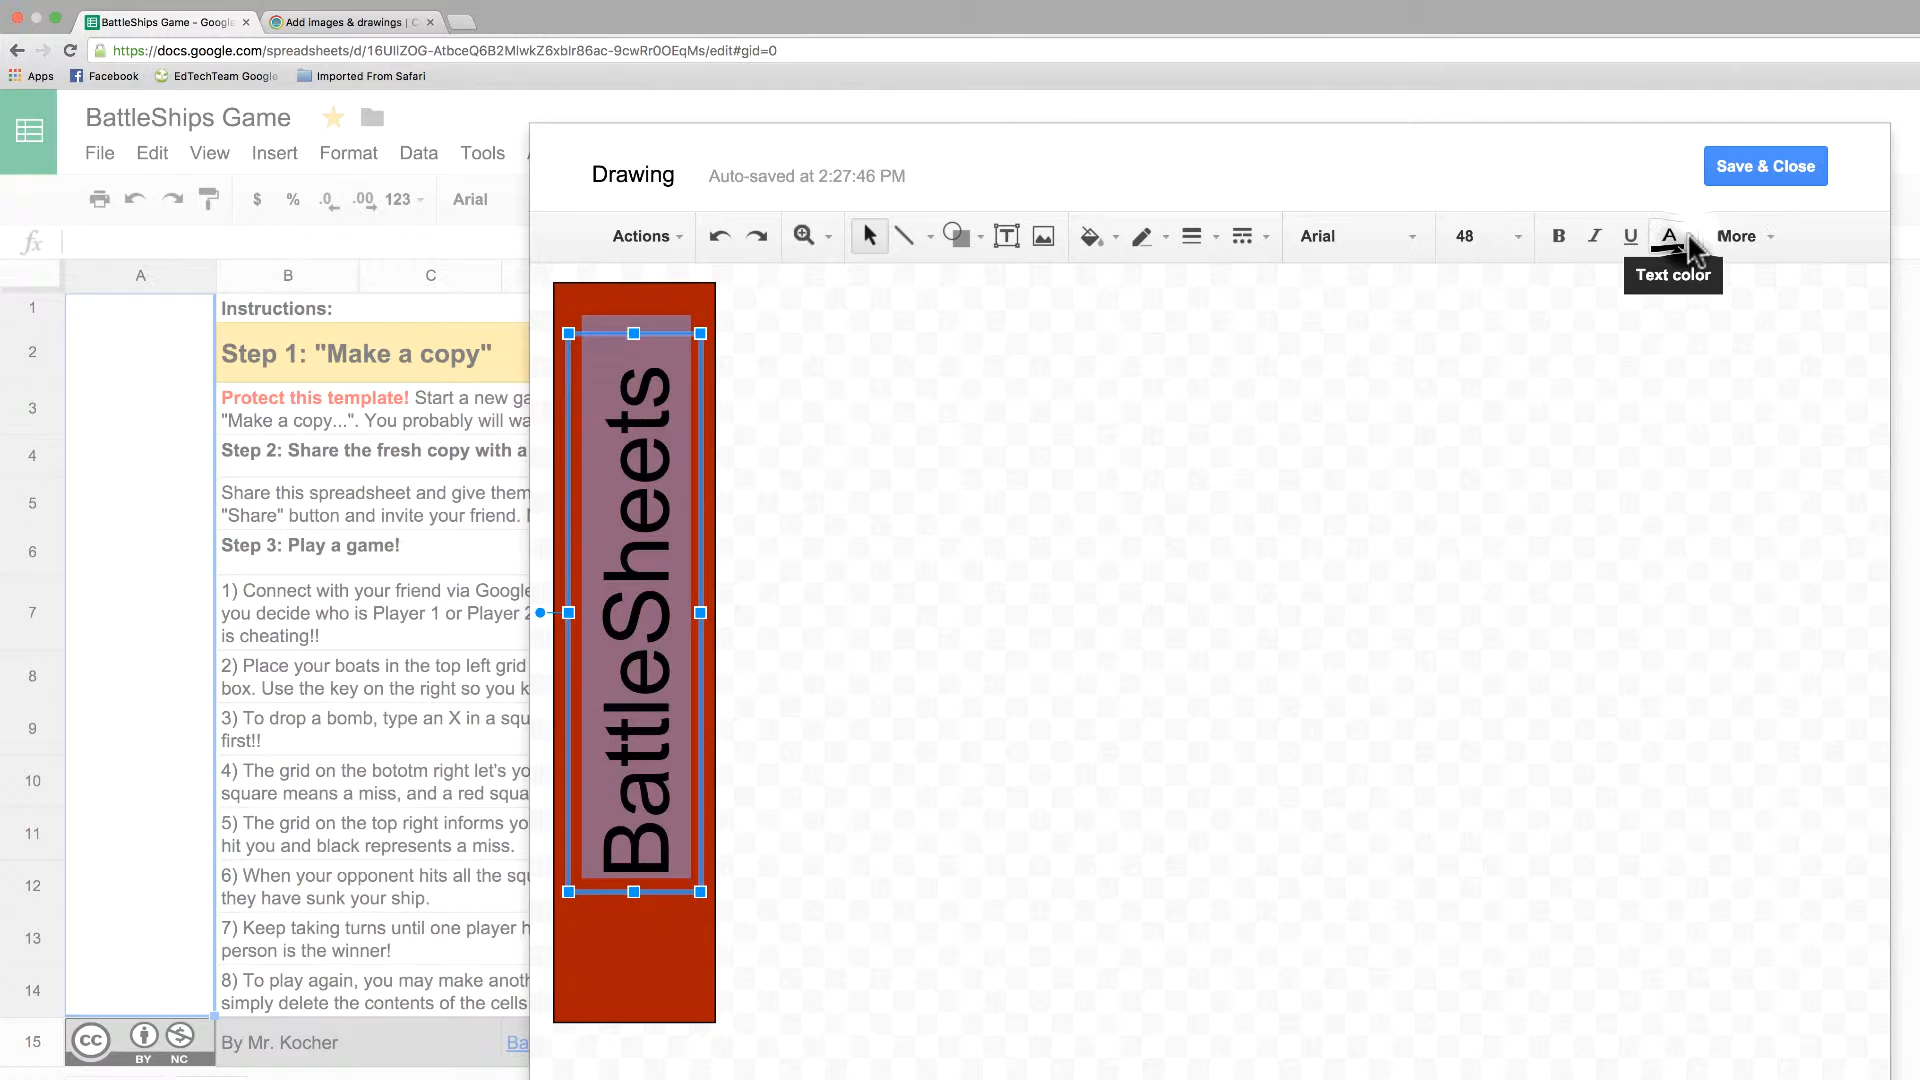 BattleShips Game - Google
Add images & drawings | C
https://docs.google.com/spreadsheets/d/16UIlZOG-AtbceQ6B2MlwkZ6xblr86ac-9cwRr0OEqMs/edit#gid=0
Apps Facebook EdTechTeam Google Imported From Safari
BattleShips Game
File Edit View Insert Format Data Tools
Drawing Auto-saved at 2:27:46 PM
Save & Close
$ % .0 .00 123 Arial
Actions Arial 48 B I U A More
Text color
fx
A B C
1 Instructions:
2 Step 1: "Make a copy"
3 Protect this template! Start a new ga
"Make a copy...". You probably will wa
4 Step 2: Share the fresh copy with a
5 Share this spreadsheet and give them
"Share" button and invite your friend.
6 Step 3: Play a game!
7 1) Connect with your friend via Google
you decide who is Player 1 or Player 2
is cheating!!
8 2) Place your boats in the top left grid
box. Use the key on the right so you k
9 3) To drop a bomb, type an X in a squ
first!!
10 4) The grid on the bototm right let's yo
square means a miss, and a red squa
11 5) The grid on the top right informs yo
hit you and black represents a miss.
12 6) When your opponent hits all the squ
they have sunk your ship.
13 7) Keep taking turns until one player h
person is the winner!
14 8) To play again, you may make anoth
simply delete the contents of the cells
15 CC BY NC By Mr. Kocher Ba
BattleSheets